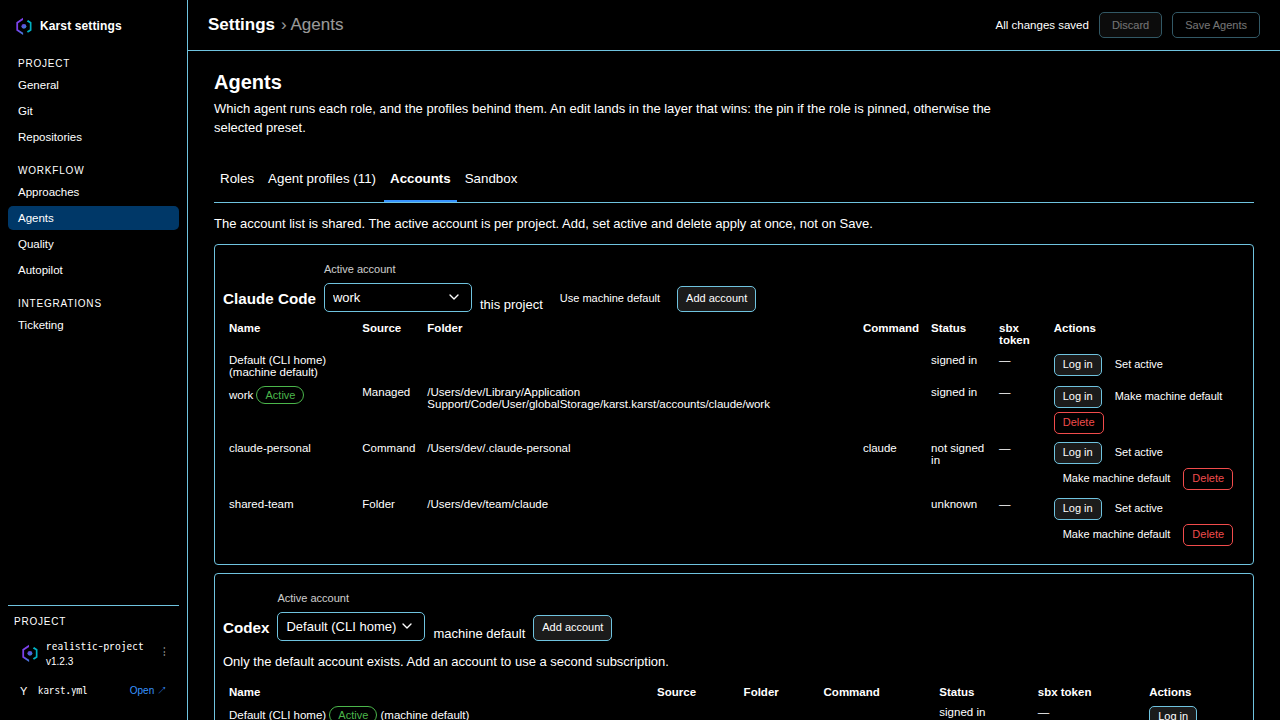 Karst settings
PROJECT
General
Git
Repositories
WORKFLOW
Approaches
Agents
Quality
Autopilot
INTEGRATIONS
Ticketing
PROJECT
realistic-project
v1.2.3
Y karst.yml Open ↗
Settings › Agents
All changes saved Discard Save Agents
Agents
Which agent runs each role, and the profiles behind them. An edit lands in the layer that wins: the pin if the role is pinned, otherwise the
selected preset.
Roles Agent profiles (11) Accounts Sandbox
The account list is shared. The active account is per project. Add, set active and delete apply at once, not on Save.
Active account
Claude Code work this project Use machine default Add account
Name Source Folder Command Status sbx token Actions
Default (CLI home) (machine default) signed in — Log in Set active
work Active Managed /Users/dev/Library/Application Support/Code/User/globalStorage/karst.karst/accounts/claude/work signed in — Log in Make machine default
Delete
claude-personal Command /Users/dev/.claude-personal claude not signed in — Log in Set active
Make machine default Delete
shared-team Folder /Users/dev/team/claude unknown — Log in Set active
Make machine default Delete
Active account
Codex Default (CLI home) machine default Add account
Only the default account exists. Add an account to use a second subscription.
Name Source Folder Command Status sbx token Actions
Default (CLI home) Active (machine default) signed in — Log in